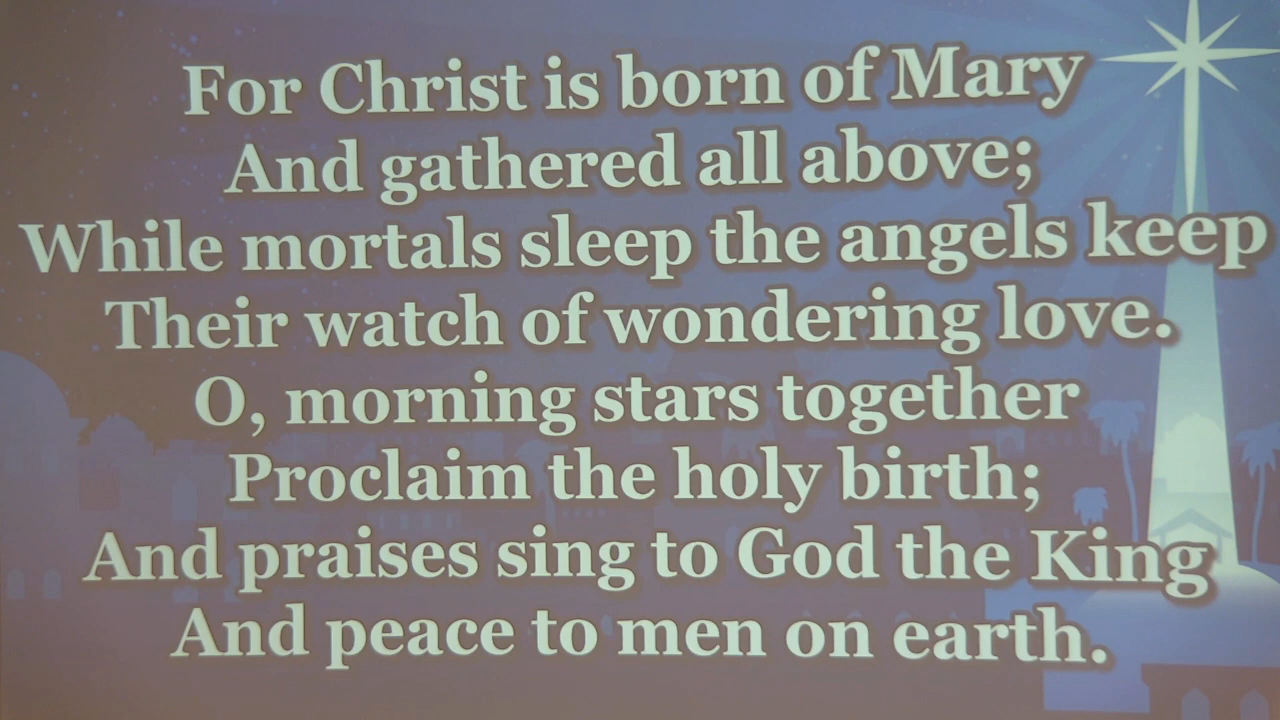 For Christ is born of Mary
And gathered all above;
While mortals sleep the angels keep
Their watch of wondering love.
O, morning stars together
Proclaim the holy birth;
And praises sing to God the King
And peace to men on earth.